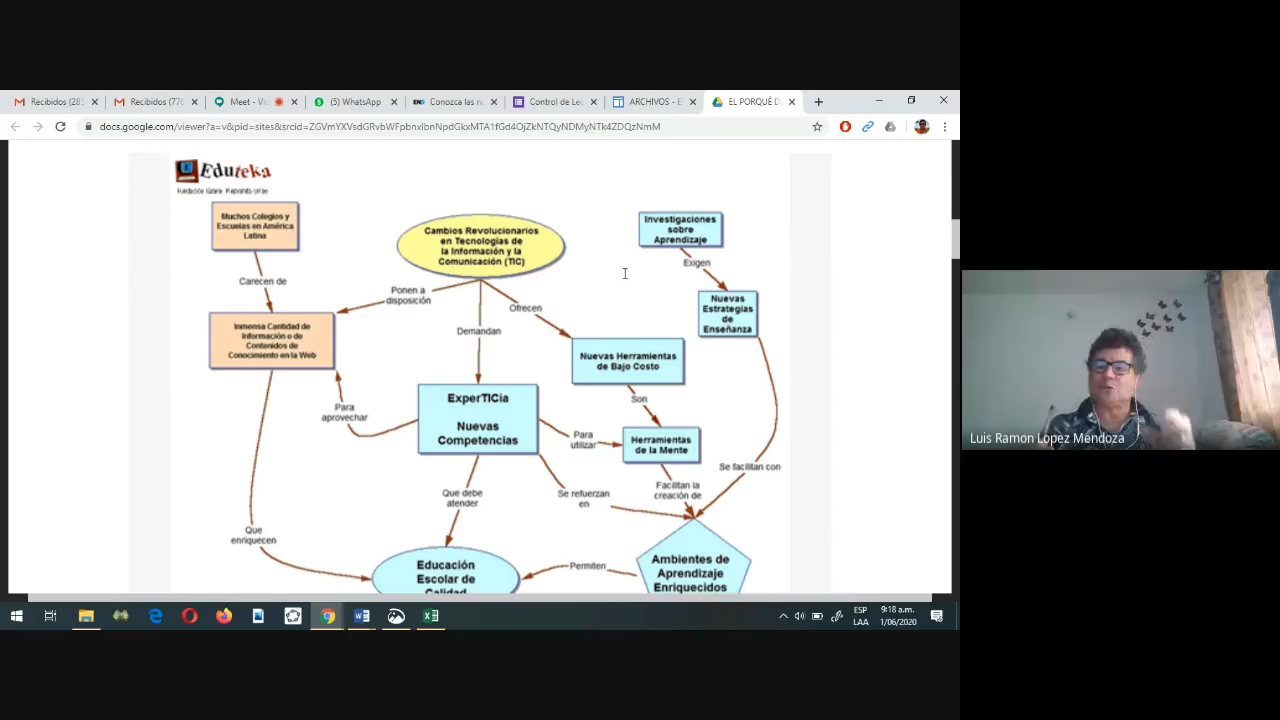 Recibidos (28
Recibidos (77
Meet - Vi
(5) WhatsApp
Conozca las n
Control de Lec
ARCHIVOS - E
EL PORQUÉ D
docs.google.com/viewer?a=v&pid=sites&srcid=ZGVmYXVsdGRvbWFpbnxlbnNpdGkxMTA1fGd4OjZkNTQyNDMyNTk4ZDQzNmM
Eduteka
Muchos Colegios y
Escuelas en América
Latina
Cambios Revolucionarios
en Tecnologías de
la Información y la
Comunicación (TIC)
Investigaciones
sobre
Aprendizaje
Exigen
Carecen de
Ponen a
disposición
Ofrecen
Nuevas
Estrategias
de
Enseñanza
Inmensa Cantidad de
Información o de
Contenidos de
Conocimiento en la Web
Demandan
Nuevas Herramientas
de Bajo Costo
Son
ExperTICia
Nuevas
Competencias
Para
aprovechar
Para
utilizar
Herramientas
de la Mente
Se facilitan con
Que debe
atender
Se refuerzan
en
Facilitan la
creación de
Que
enriquecen
Educación
Escolar de
Calidad
Permiten
Ambientes de
Aprendizaje
Enriquecidos
Luis Ramon Lopez Mendoza
ESP
LAA
9:18 a.m.
1/06/2020